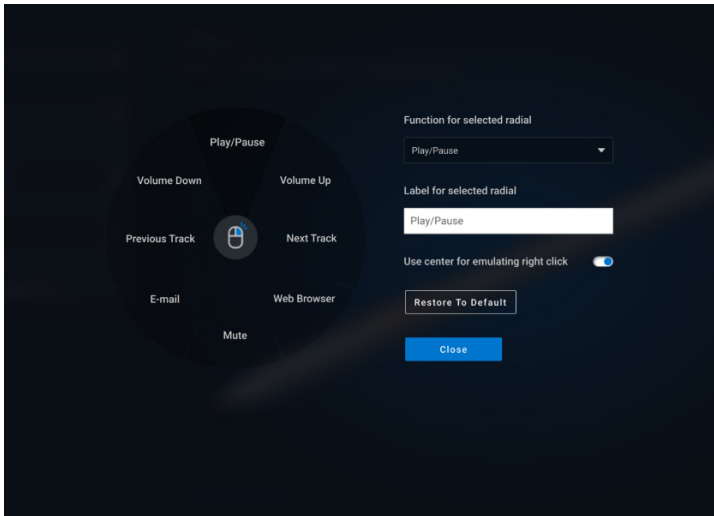 Play/Pause
Volume Down
Volume Up
Previous Track
Next Track
E-mail
Web Browser
Mute
Function for selected radial
Play/Pause
Label for selected radial
Play/Pause
Use center for emulating right click
Restore To Default
Close